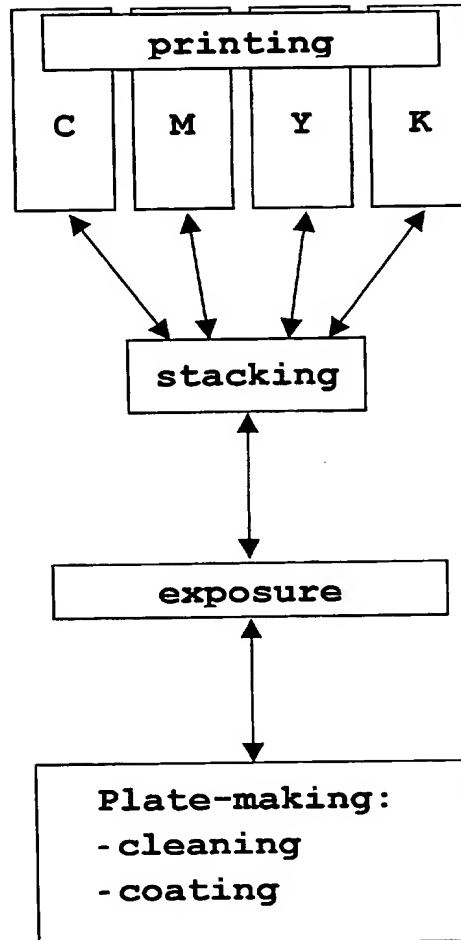 printing
C M Y K
stacking
exposure
Plate-making:
-cleaning
-coating